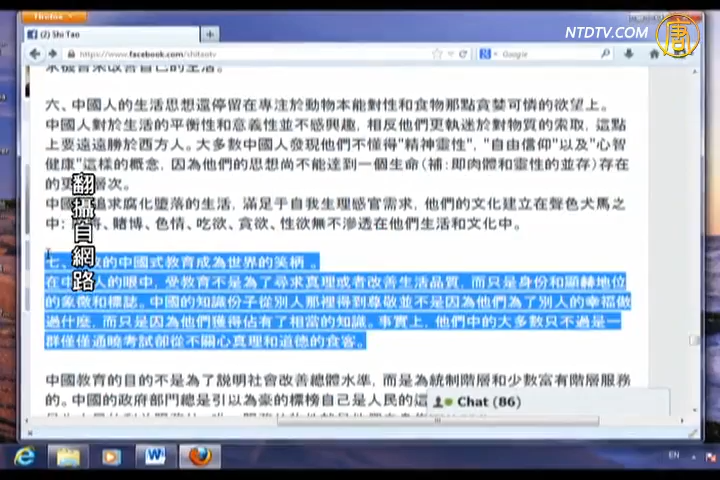 Firefox
NTDTV.COM
唐
(2) Shi Tao
https://www.facebook.com/shitaotv
Google
求機會來改善自己的生活。
六、中國人的生活思想還停留在專注於動物本能對性和食物那點貪婪可憐的欲望上。
中國人對於生活的平衡性和意義性並不感興趣，相反他們更執迷於對物質的索取，這點
上要遠遠勝於西方人。大多數中國人發現他們不懂得"精神靈性"，"自由信仰"以及"心智
健康"這樣的概念，因為他們的思想尚不能達到一個生命(補：即肉體和靈性的並存)存在
的更 層次。
中國 追求腐化墮落的生活，滿足于自我生理感官需求，他們的文化建立在聲色犬馬之
中： 將、賭博、色情、吃欲、貪欲、性欲無不滲透在他們生活和文化中。
七、 的中國式教育成為世界的笑柄 。
在中 人的眼中，受教育不是為了尋求真理或者改善生活品質，而只是身份和顯赫地位
的象徵和標誌。中國的知識份子從別人那裡得到尊敬並不是因為他們為了別人的幸福做
過什麼，而只是因為他們獲得佔有了相當的知識。事實上，他們中的大多數只不過是一
群僅僅通曉考試卻從不關心真理和道德的食客。
中國教育的目的不是為了說明社會改善總體水準，而是為統制階層和少數富有階層服務
的。中國的政府部門總是引以為豪的標榜自己是人民的這
Chat (86)
翻攝自網路
EN